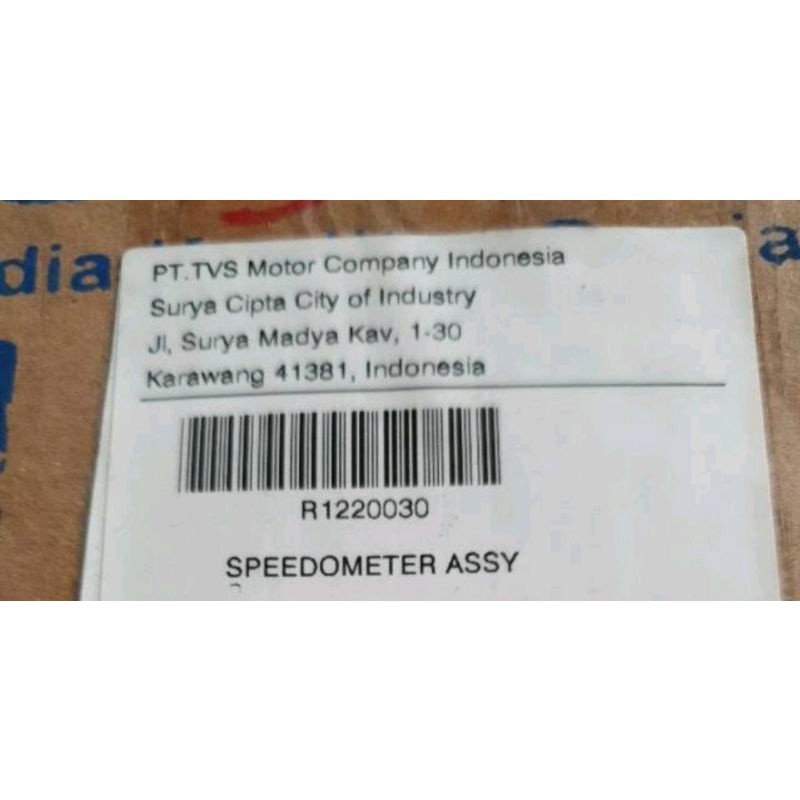 dia
a
PT.TVS Motor Company Indonesia
Surya Cipta City of Industry
Jl, Surya Madya Kav, 1-30
Karawang 41381, Indonesia
R1220030
SPEEDOMETER ASSY